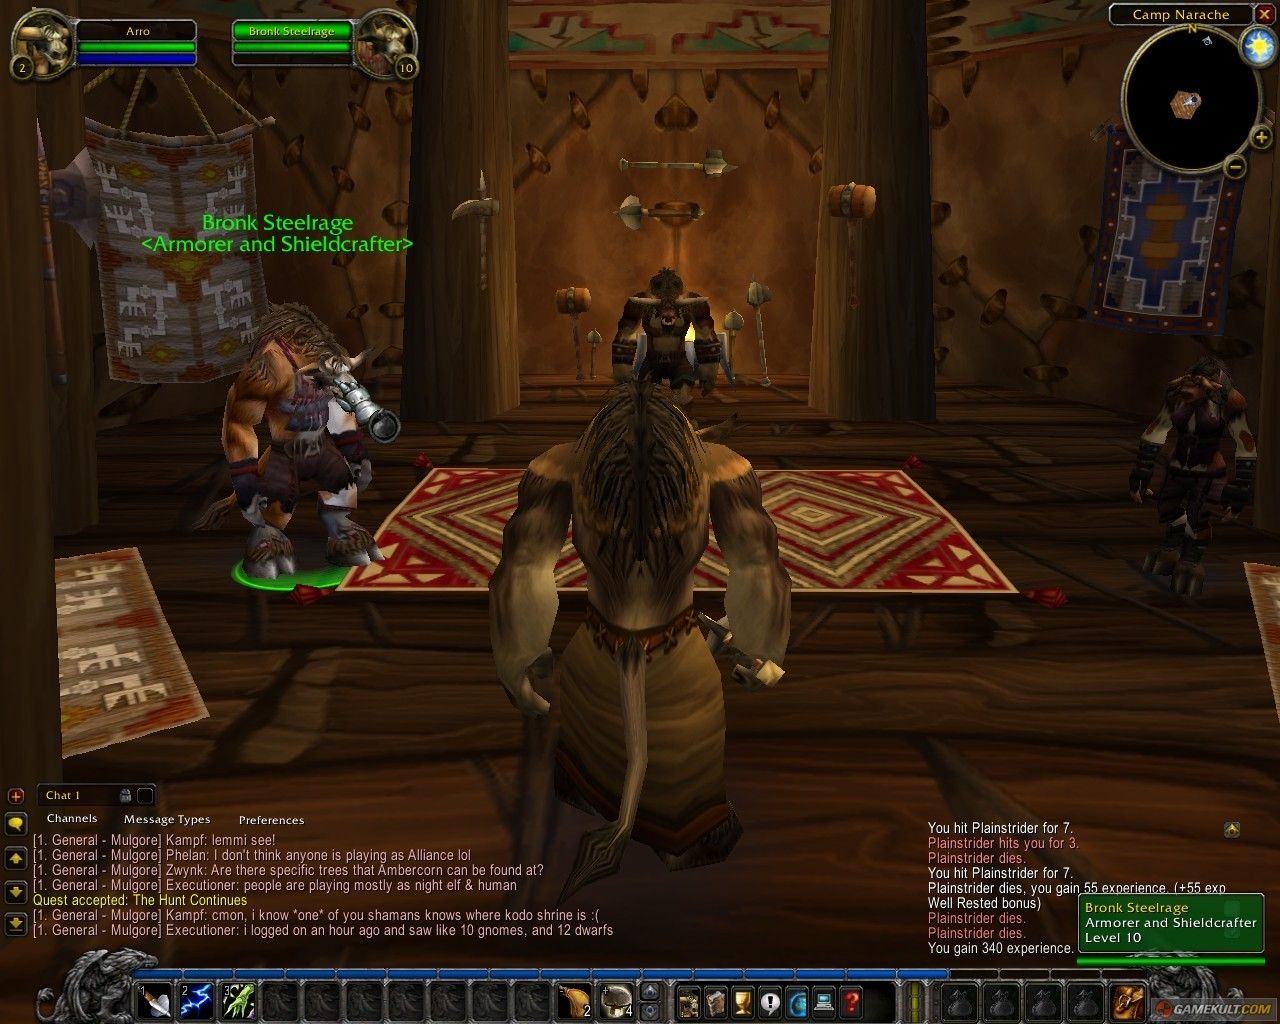 Arro
2
Bronk Steelrage
10
Camp Narache
N
Bronk Steelrage
<Armorer and Shieldcrafter>
Chat 1
Channels Message Types Preferences
[1. General - Mulgore] Kampf: lemmi see!
[1. General - Mulgore] Phelan: I don't think anyone is playing as Alliance lol
[1. General - Mulgore] Zwynk: Are there specific trees that Ambercorn can be found at?
[1. General - Mulgore] Executioner: people are playing mostly as night elf & human
Quest accepted: The Hunt Continues
[1. General - Mulgore] Kampf: cmon, i know *one* of you shamans knows where kodo shrine is :(
[1. General - Mulgore] Executioner: i logged on an hour ago and saw like 10 gnomes, and 12 dwarfs
You hit Plainstrider for 7.
Plainstrider hits you for 3.
Plainstrider dies.
You hit Plainstrider for 7.
Plainstrider dies, you gain 55 experience. (+55 exp
Well Rested bonus)
Plainstrider dies.
Plainstrider dies.
You gain 340 experience.
Bronk Steelrage
Armorer and Shieldcrafter
Level 10
1 2 3 2 4
GAMEKULT.COM